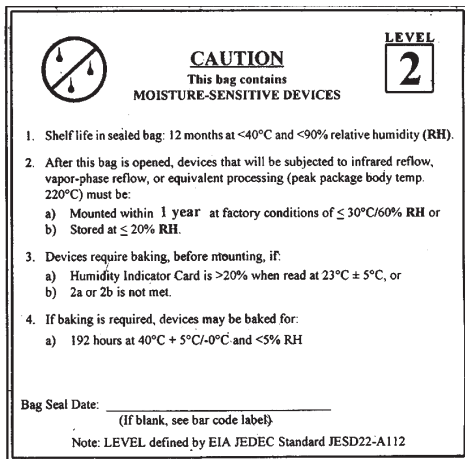 LEVEL
2
CAUTION
This bag contains
MOISTURE-SENSITIVE DEVICES
1. Shelf life in sealed bag: 12 months at <40°C and <90% relative humidity (RH).
2. After this bag is opened, devices that will be subjected to infrared reflow,
vapor-phase reflow, or equivalent processing (peak package body temp.
220°C) must be:
a) Mounted within 1 year at factory conditions of ≤ 30°C/60% RH or
b) Stored at ≤ 20% RH.
3. Devices require baking, before mounting, if:
a) Humidity Indicator Card is >20% when read at 23°C ± 5°C, or
b) 2a or 2b is not met.
4. If baking is required, devices may be baked for:
a) 192 hours at 40°C + 5°C/-0°C and <5% RH
Bag Seal Date:
(If blank, see bar code label)
Note: LEVEL defined by EIA JEDEC Standard JESD22-A112